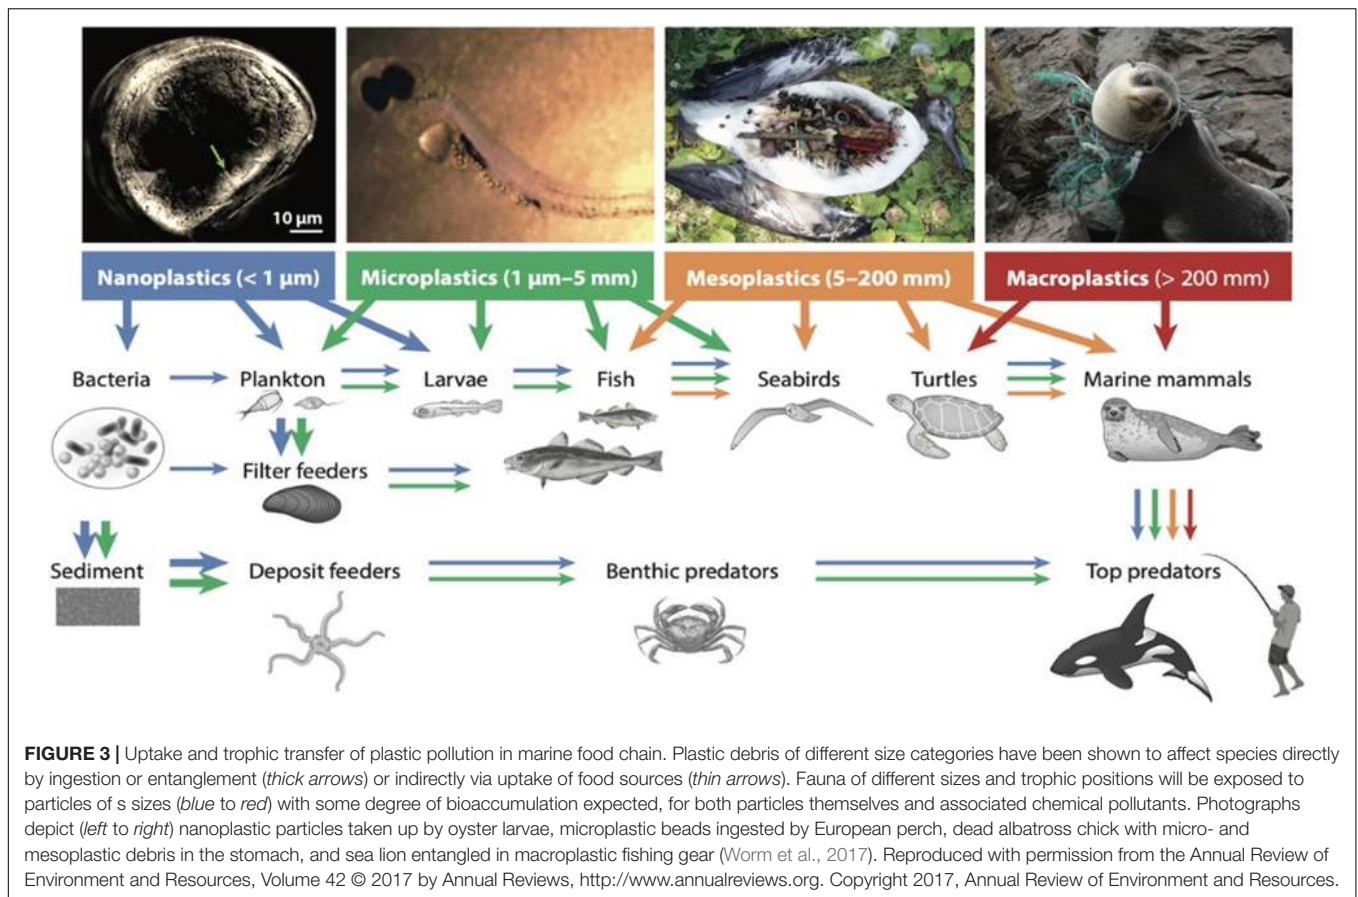 10 µm
Nanoplastics (< 1 µm)
Microplastics (1 µm–5 mm)
Mesoplastics (5–200 mm)
Macroplastics (> 200 mm)
Bacteria
Plankton
Larvae
Fish
Seabirds
Turtles
Marine mammals
Filter feeders
Sediment
Deposit feeders
Benthic predators
Top predators
FIGURE 3 | Uptake and trophic transfer of plastic pollution in marine food chain. Plastic debris of different size categories have been shown to affect species directly
by ingestion or entanglement (thick arrows) or indirectly via uptake of food sources (thin arrows). Fauna of different sizes and trophic positions will be exposed to
particles of s sizes (blue to red) with some degree of bioaccumulation expected, for both particles themselves and associated chemical pollutants. Photographs
depict (left to right) nanoplastic particles taken up by oyster larvae, microplastic beads ingested by European perch, dead albatross chick with micro- and
mesoplastic debris in the stomach, and sea lion entangled in macroplastic fishing gear (Worm et al., 2017). Reproduced with permission from the Annual Review of
Environment and Resources, Volume 42 © 2017 by Annual Reviews, http://www.annualreviews.org. Copyright 2017, Annual Review of Environment and Resources.